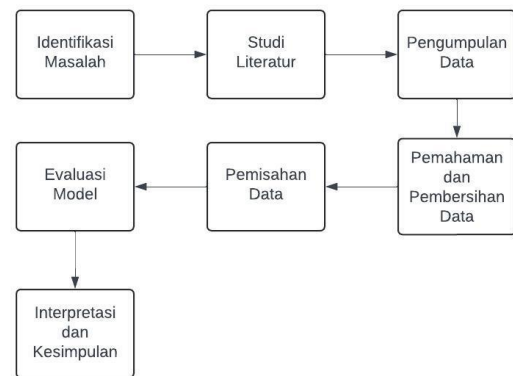 Identifikasi
Masalah
Studi
Literatur
Pengumpulan
Data
Pemahaman
dan
Pembersihan
Data
Pemisahan
Data
Evaluasi
Model
Interpretasi
dan
Kesimpulan